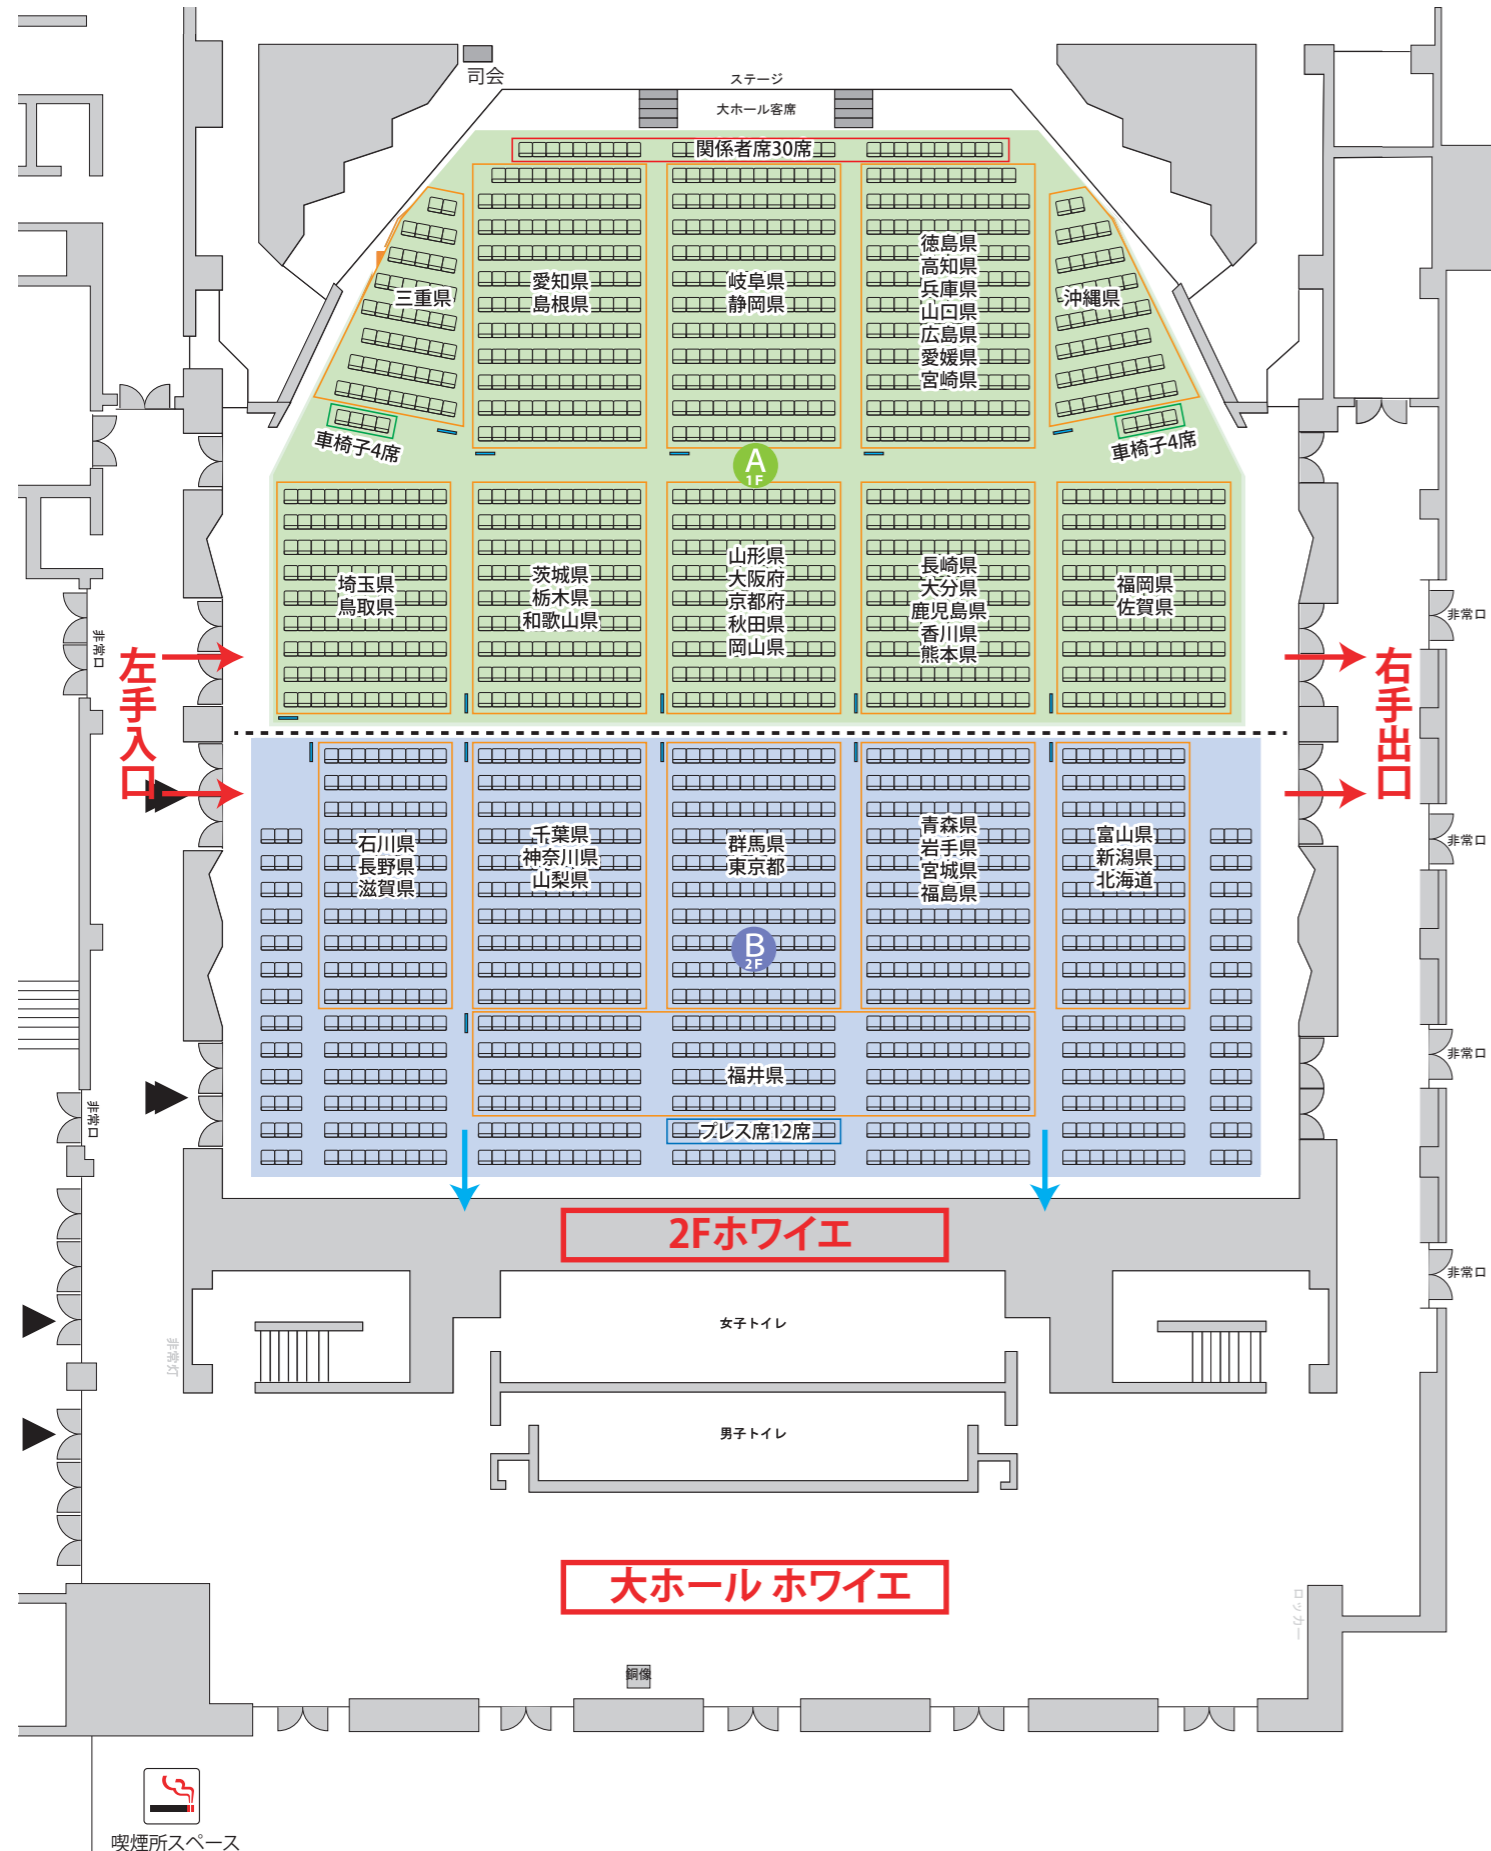 司会
ステージ
大ホール客席
関係者席30席
三重県
愛知県
島根県
岐阜県
静岡県
徳島県
高知県
兵庫県
山口県
広島県
愛媛県
宮崎県
沖縄県
車椅子4席
車椅子4席
A
1F
埼玉県
鳥取県
茨城県
栃木県
和歌山県
山形県
大阪府
京都府
秋田県
岡山県
長崎県
大分県
鹿児島県
香川県
熊本県
福岡県
佐賀県
非常口
左手入口
右手出口
非常口
石川県
長野県
滋賀県
千葉県
神奈川県
山梨県
群馬県
東京都
青森県
岩手県
宮城県
福島県
富山県
新潟県
北海道
非常口
B
2F
非常口
福井県
非常口
プレス席12席
2Fホワイエ
非常口
女子トイレ
非常灯
男子トイレ
大ホール ホワイエ
ロッカー
銅像
喫煙所スペース